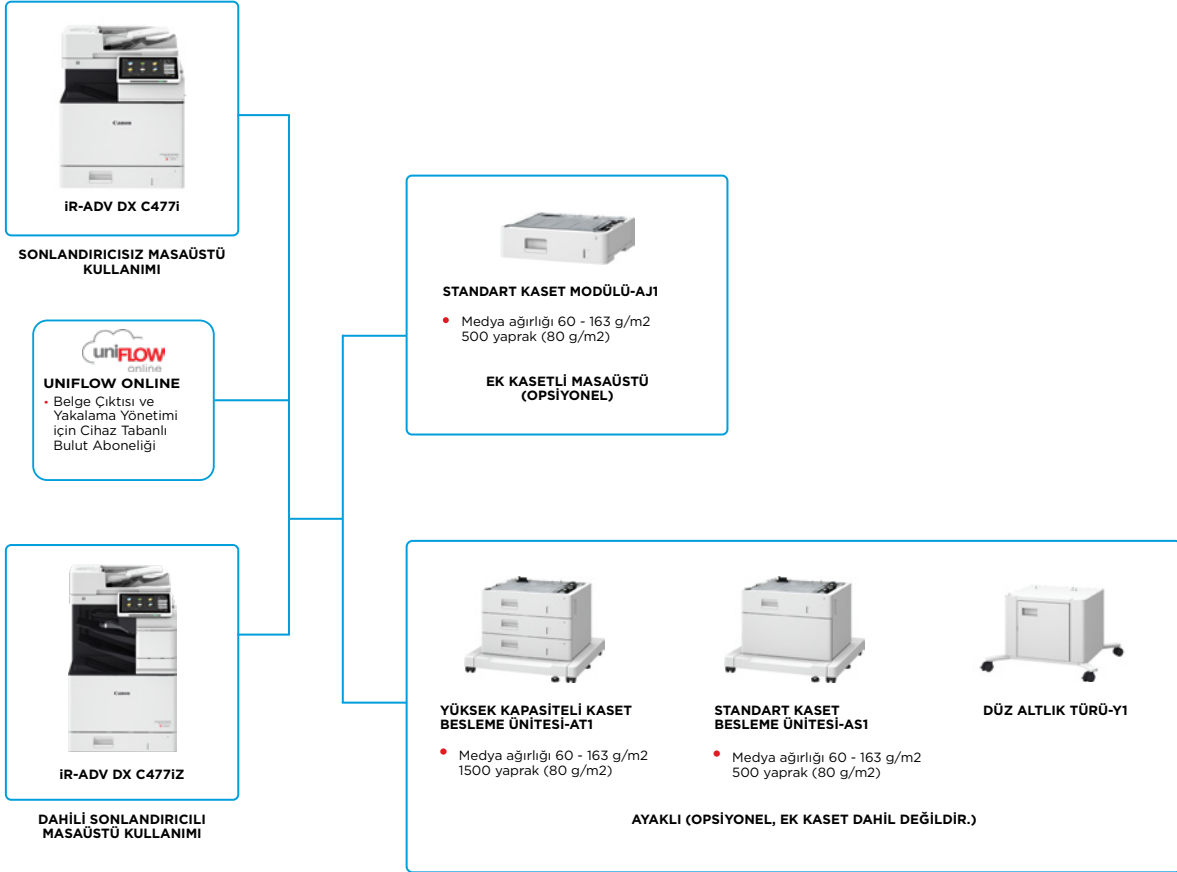 Canon
iR-ADV DX C477i
SONLANDIRICISIZ MASAÜSTÜ
KULLANIMI
uniFLOW
online
UNIFLOW ONLINE
• Belge Çıktısı ve
Yakalama Yönetimi
için Cihaz Tabanlı
Bulut Aboneliği
Canon
iR-ADV DX C477iZ
DAHİLİ SONLANDIRICILI
MASAÜSTÜ KULLANIMI
STANDART KASET MODÜLÜ-AJ1
• Medya ağırlığı 60 - 163 g/m2
500 yaprak (80 g/m2)
EK KASETLİ MASAÜSTÜ
(OPSİYONEL)
YÜKSEK KAPASİTELİ KASET
BESLEME ÜNİTESİ-AT1
• Medya ağırlığı 60 - 163 g/m2
1500 yaprak (80 g/m2)
STANDART KASET
BESLEME ÜNİTESİ-AS1
• Medya ağırlığı 60 - 163 g/m2
500 yaprak (80 g/m2)
DÜZ ALTLIK TÜRÜ-Y1
AYAKLI (OPSİYONEL, EK KASET DAHİL DEĞİLDİR.)